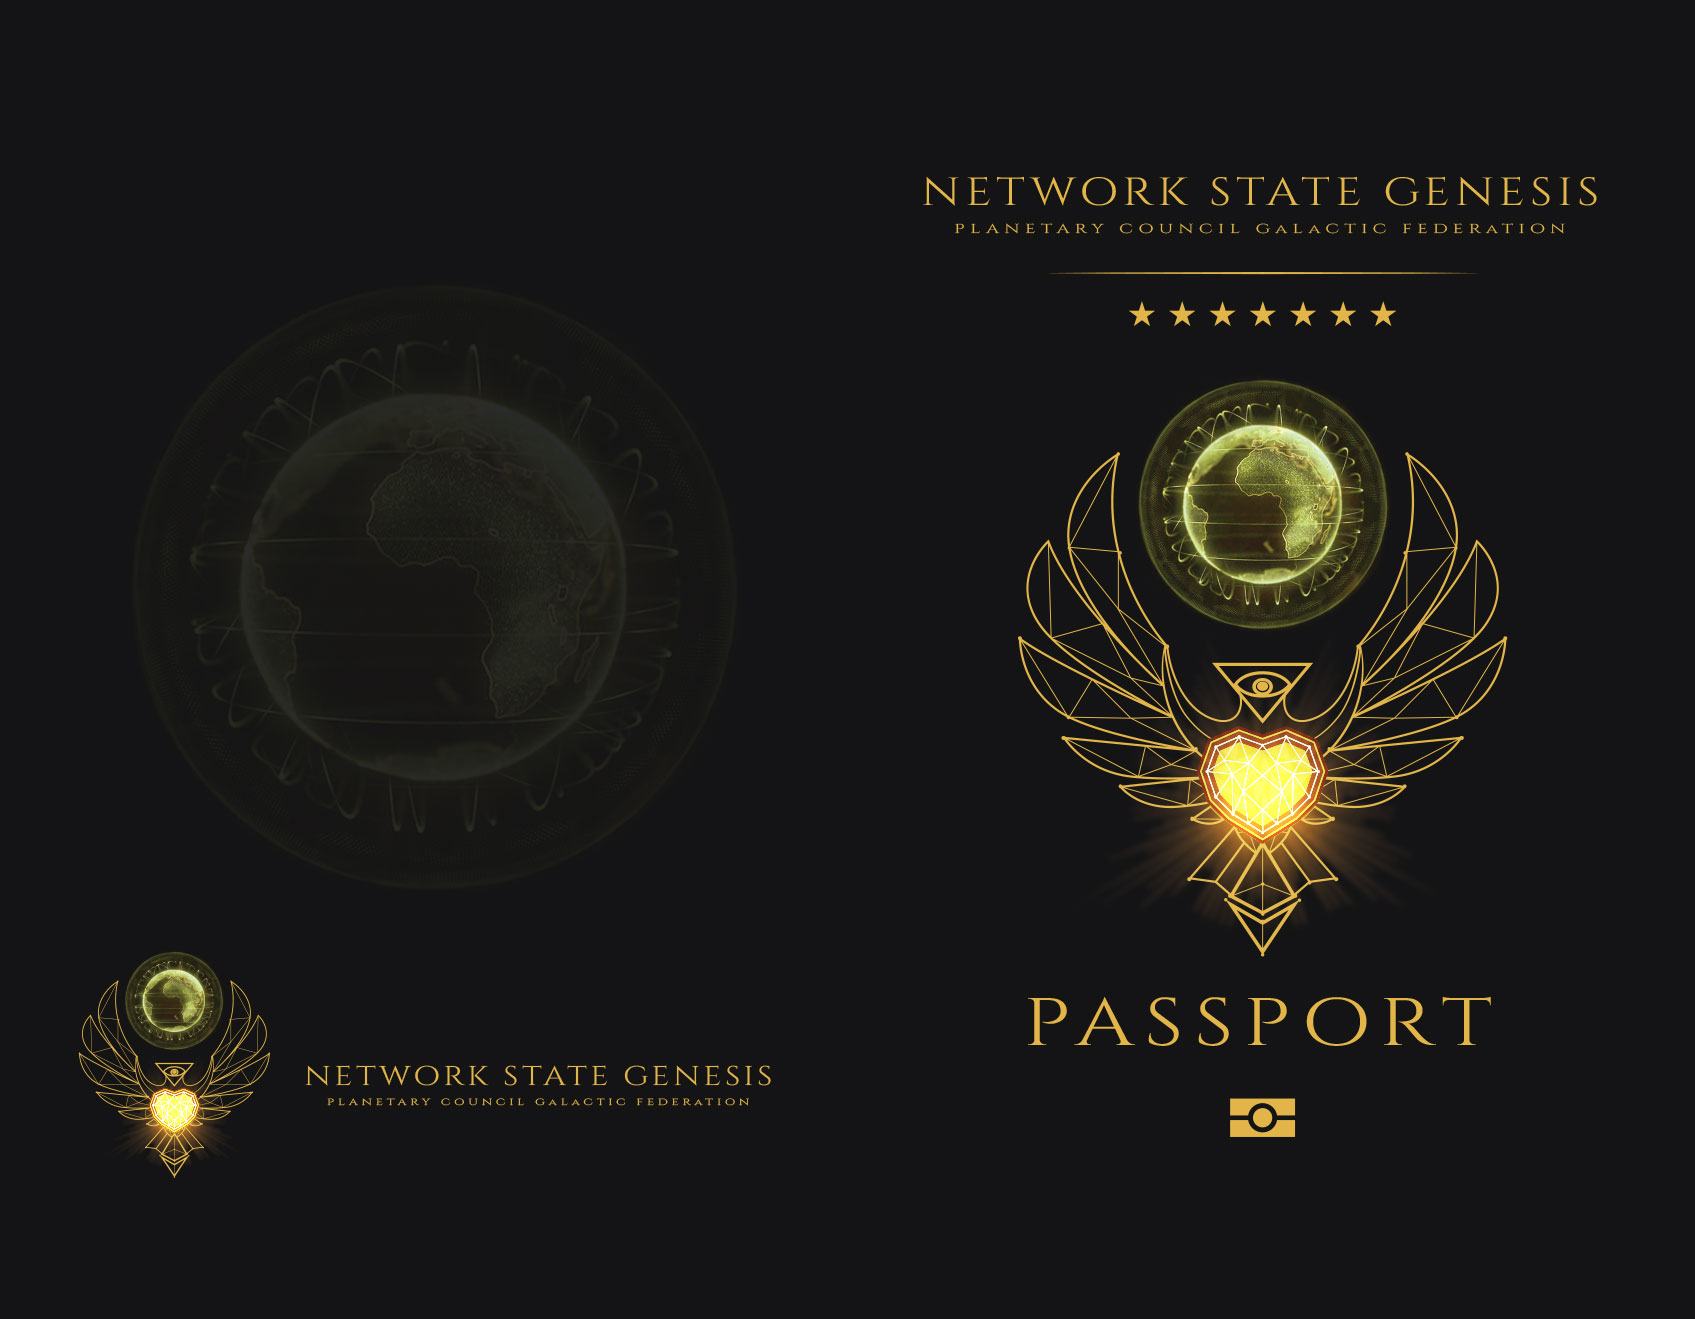 NETWORK STATE GENESIS
PLANETARY COUNCIL GALACTIC FEDERATION
PASSPORT
NETWORK STATE GENESIS
PLANETARY COUNCIL GALACTIC FEDERATION